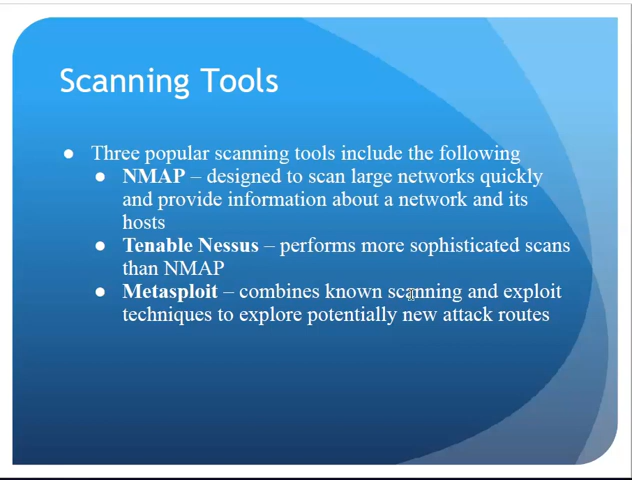 Scanning Tools
● Three popular scanning tools include the following
● NMAP – designed to scan large networks quickly
and provide information about a network and its
hosts
● Tenable Nessus – performs more sophisticated scans
than NMAP
● Metasploit – combines known scanning and exploit
techniques to explore potentially new attack routes